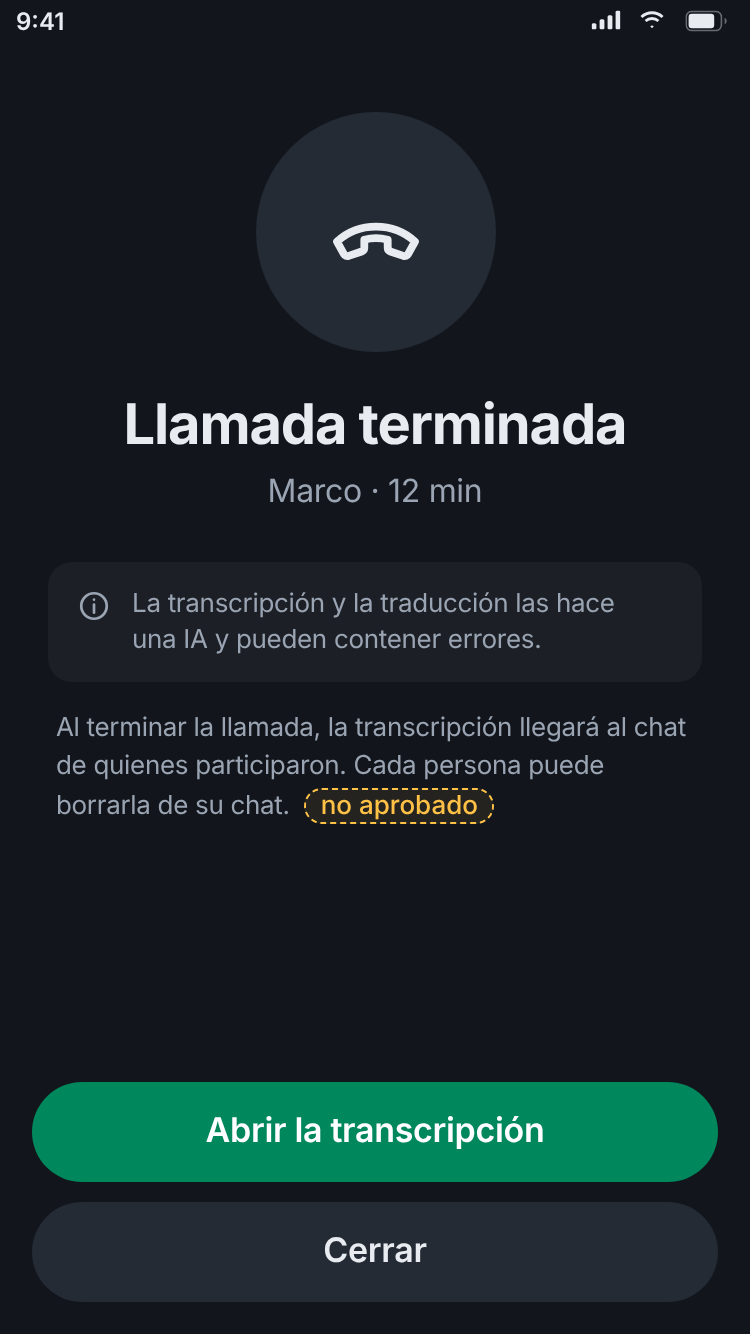 9:41
Llamada terminada
Marco · 12 min
La transcripción y la traducción las hace
una IA y pueden contener errores.
Al terminar la llamada, la transcripción llegará al chat
de quienes participaron. Cada persona puede
borrarla de su chat. no aprobado
Abrir la transcripción
Cerrar